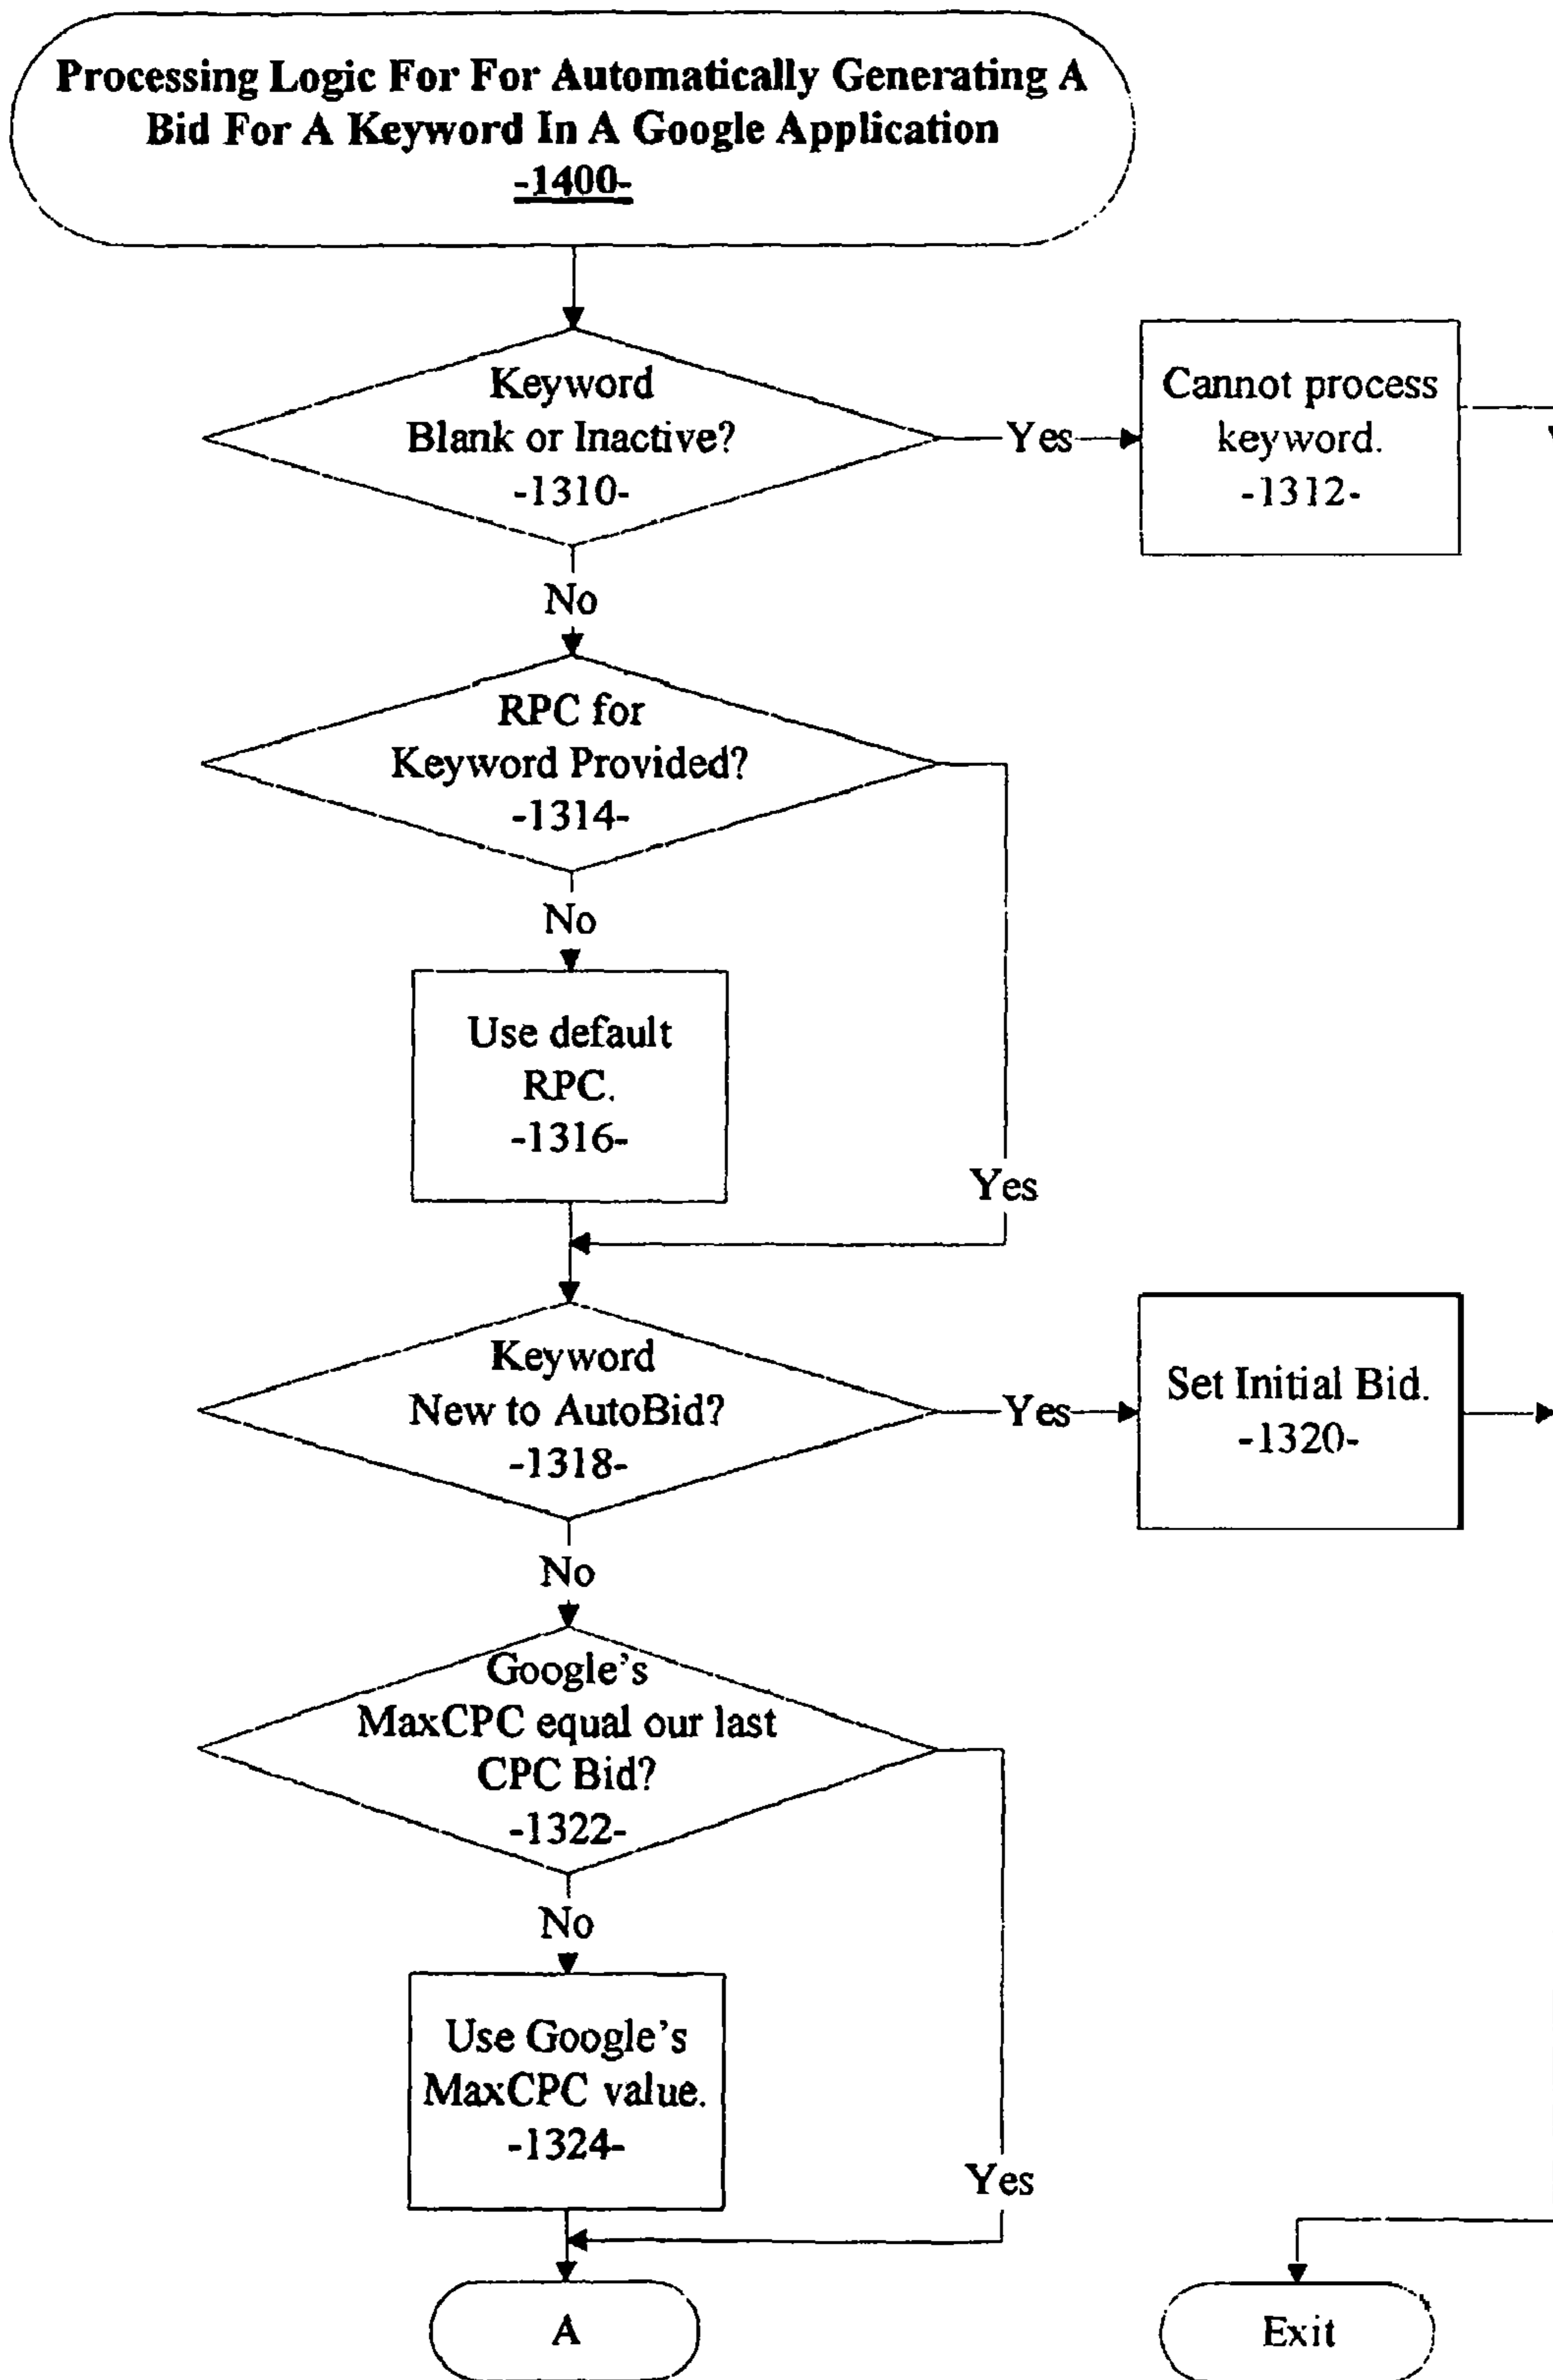 Processing Logic For For Automatically Generating A
Bid For A Keyword In A Google Application
-1400-
Keyword
Blank or Inactive?
-1310-
Yes
Cannot process
keyword.
-1312-
No
RPC for
Keyword Provided?
-1314-
No
Use default
RPC.
-1316-
Yes
Keyword
New to AutoBid?
-1318-
Yes
Set Initial Bid.
-1320-
No
Google's
MaxCPC equal our last
CPC Bid?
-1322-
No
Use Google's
MaxCPC value.
-1324-
Yes
A
Exit